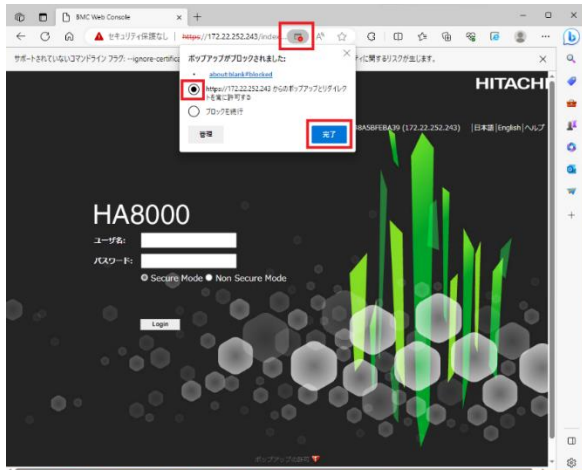 BMC Web Console
セキュリティ保護なし
https://172.22.252.243/index
サポートされていないコマンド ライン フラグ: --ignore-certific
ィに関するリスクが生じます。
ポップアップがブロックされました:
about:blank#blocked
https://172.22.252.243 からのポップアップとリダイレク
トを常に許可する
ブロックを続行
管理
完了
HITACHI
(172.22.252.243) |日本語|English|ヘルプ
HA8000
ユーザ名:
パスワード:
Secure Mode Non Secure Mode
Login
ポップアップの許可